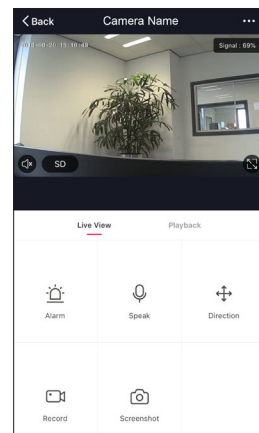 Back Camera Name
Signal : 69%
SD
Live View Playback
Alarm Speak Direction
Record Screenshot